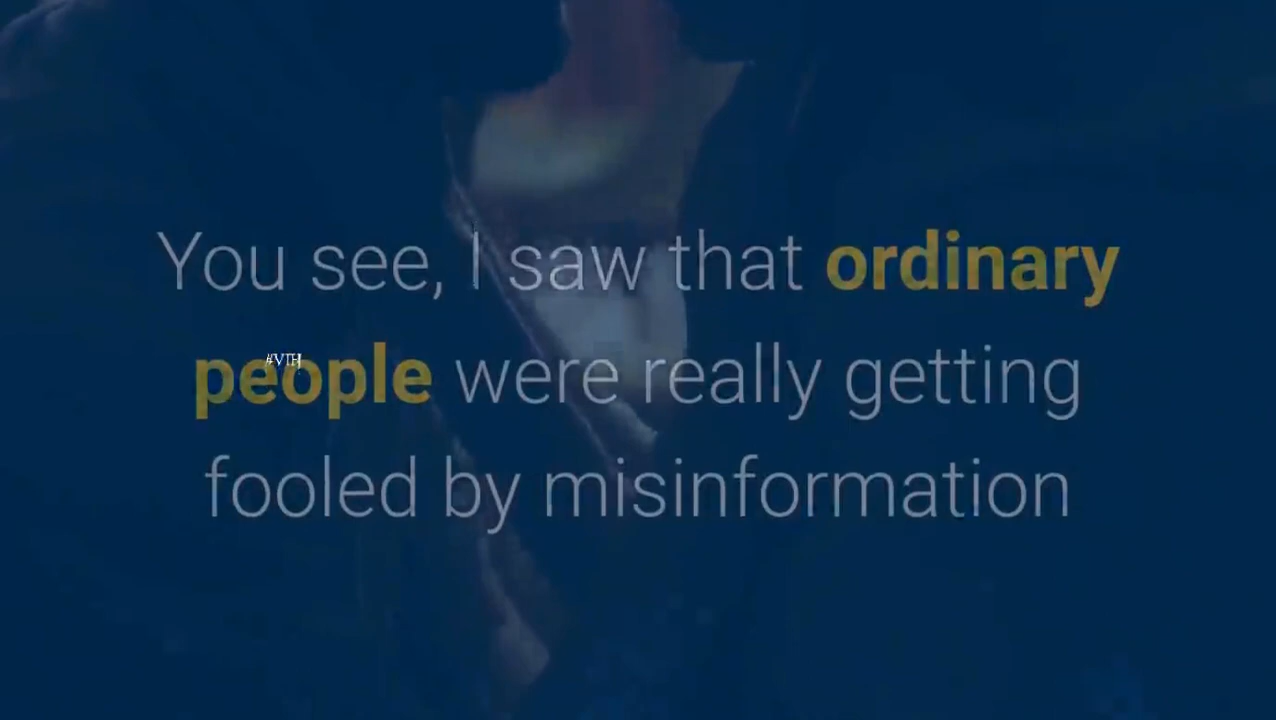 You see, I saw that ordinary
people were really getting
fooled by misinformation